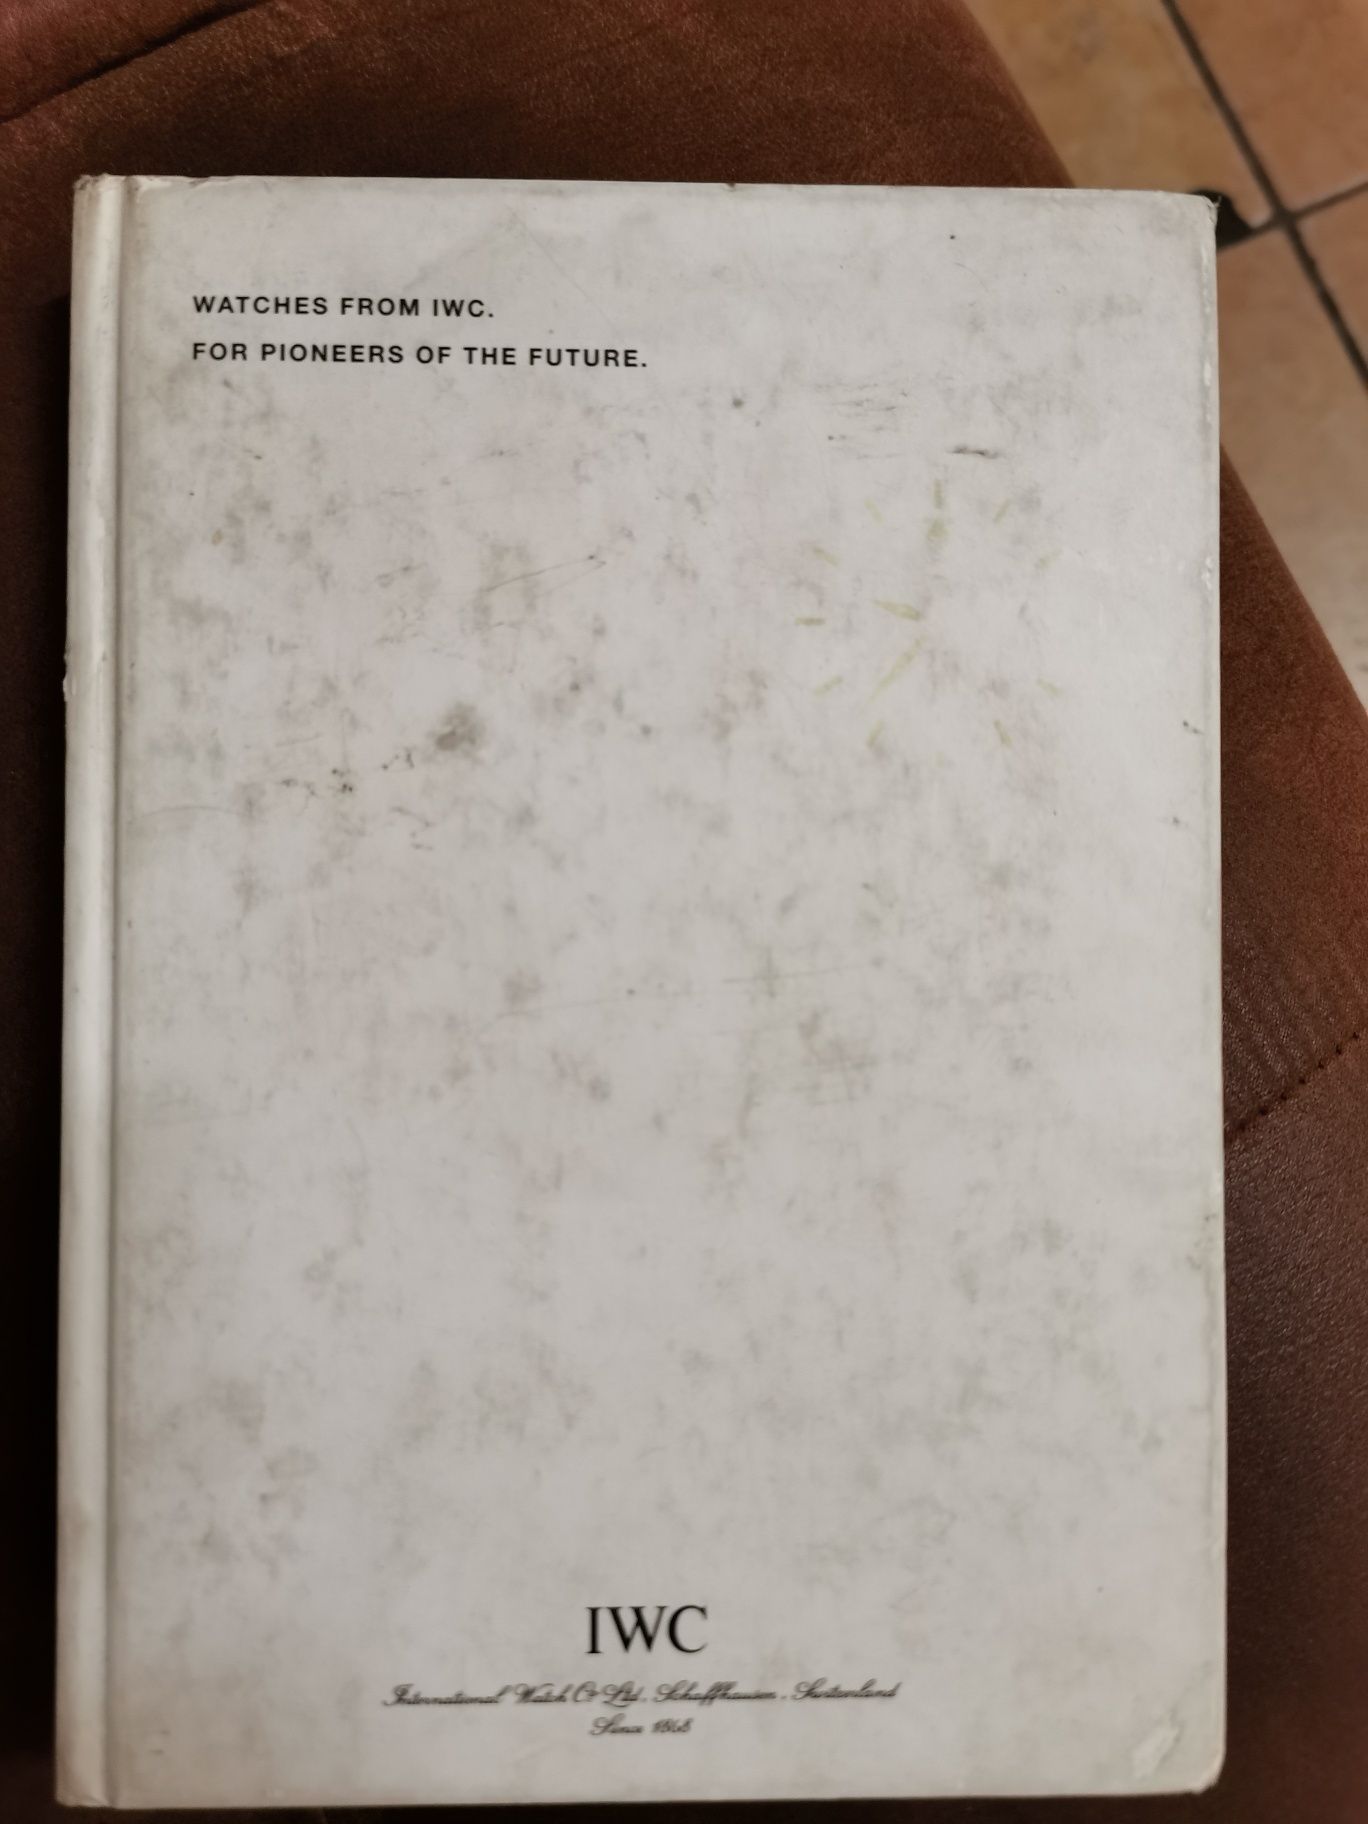 WATCHES FROM IWC.
FOR PIONEERS OF THE FUTURE.
IWC
International Watch Co Ltd. Schaffhausen . Switzerland
Since 1868